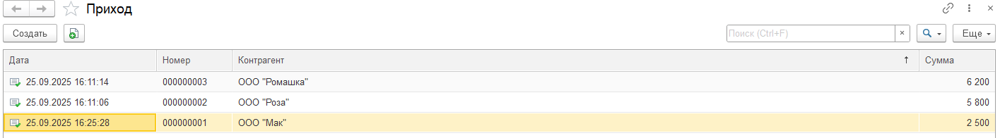 Приход
Создать Поиск (Ctrl+F) × Еще
Дата Номер Контрагент ↑ Сумма
25.09.2025 16:11:14 000000003 ООО "Ромашка" 6 200
25.09.2025 16:11:06 000000002 ООО "Роза" 5 800
25.09.2025 16:25:28 000000001 ООО "Мак" 2 500